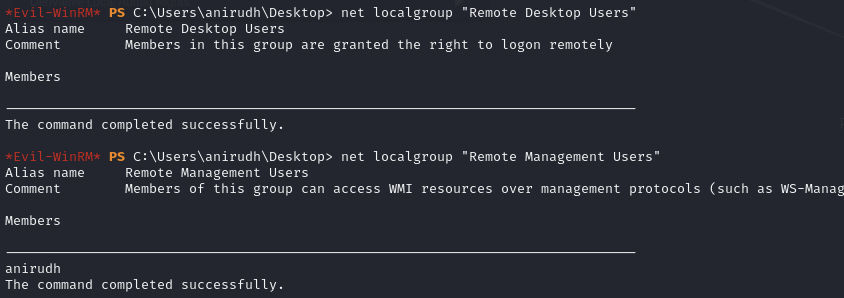 *Evil-WinRM* PS C:\Users\anirudh\Desktop> net localgroup "Remote Desktop Users"
Alias name     Remote Desktop Users
Comment        Members in this group are granted the right to logon remotely
Members
-------------------------------------------------------------------------------
The command completed successfully.
*Evil-WinRM* PS C:\Users\anirudh\Desktop> net localgroup "Remote Management Users"
Alias name     Remote Management Users
Comment        Members of this group can access WMI resources over management protocols (such as WS-Manag
Members
-------------------------------------------------------------------------------
anirudh
The command completed successfully.